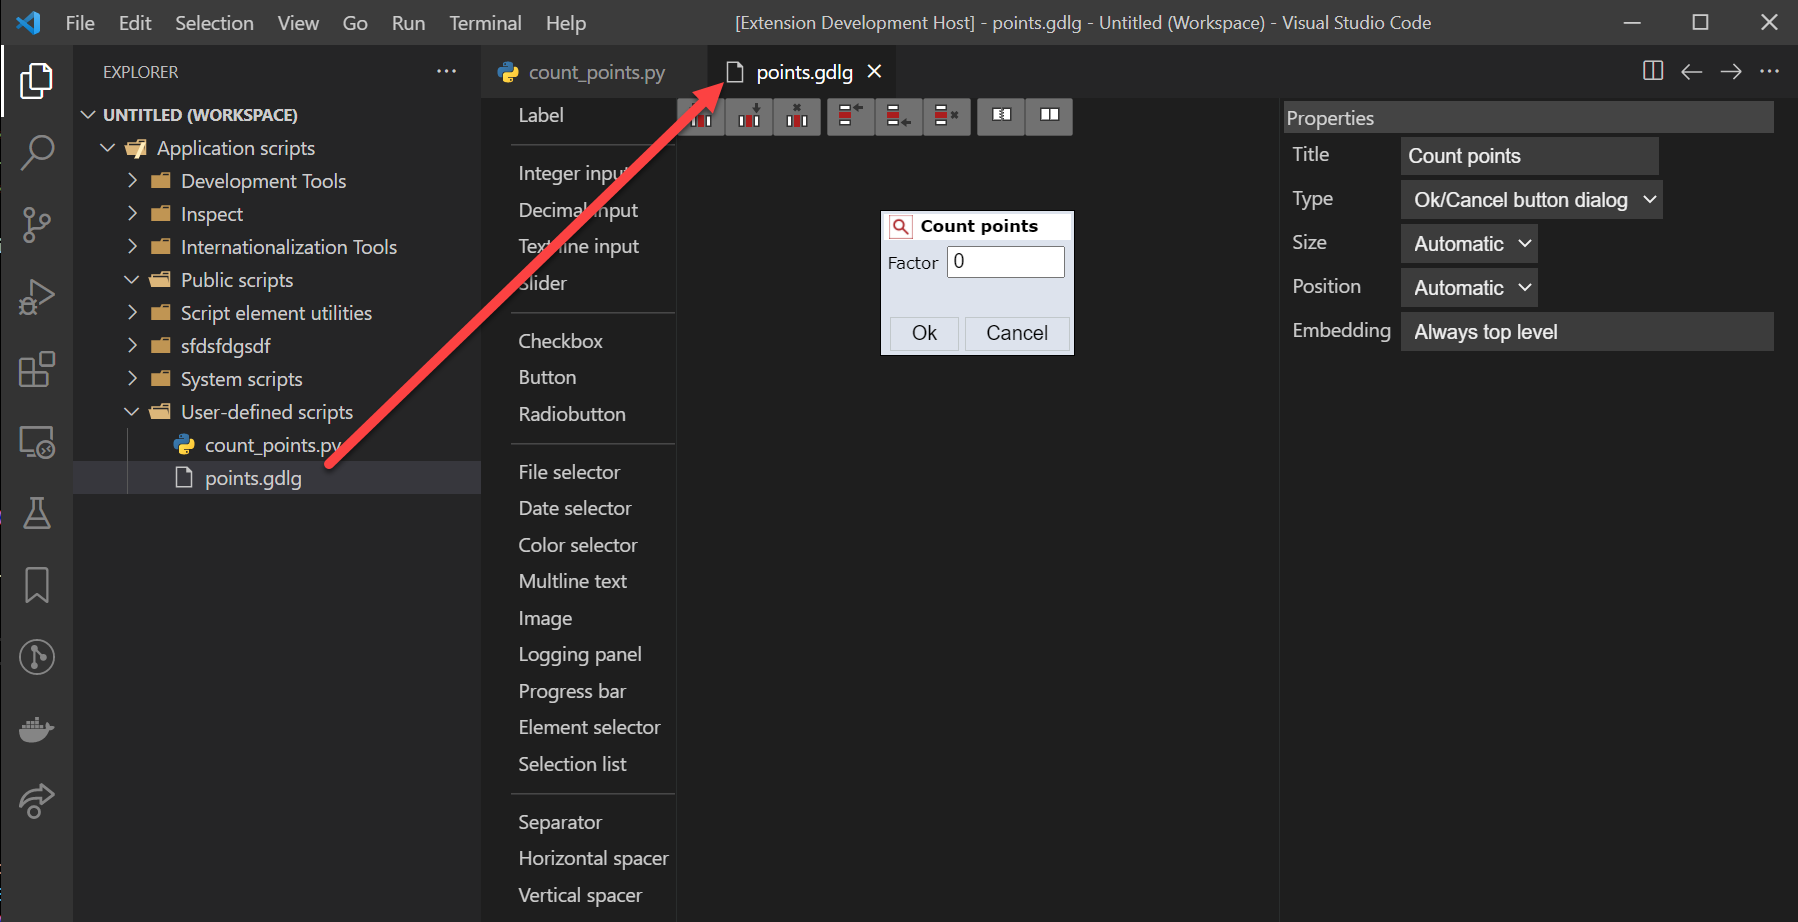 File Edit Selection View Go Run Terminal Help [Extension Development Host] - points.gdlg - Untitled (Workspace) - Visual Studio Code
EXPLORER
UNTITLED (WORKSPACE)
Application scripts
Development Tools
Inspect
Internationalization Tools
Public scripts
Script element utilities
sfdsfdgsdf
System scripts
User-defined scripts
count_points.py
points.gdlg
count_points.py points.gdlg
Label
Integer input
Decimal input
Text line input
Slider
Checkbox
Button
Radiobutton
File selector
Date selector
Color selector
Multline text
Image
Logging panel
Progress bar
Element selector
Selection list
Separator
Horizontal spacer
Vertical spacer
Count points
Factor 0
Ok Cancel
Properties
Title Count points
Type Ok/Cancel button dialog
Size Automatic
Position Automatic
Embedding Always top level